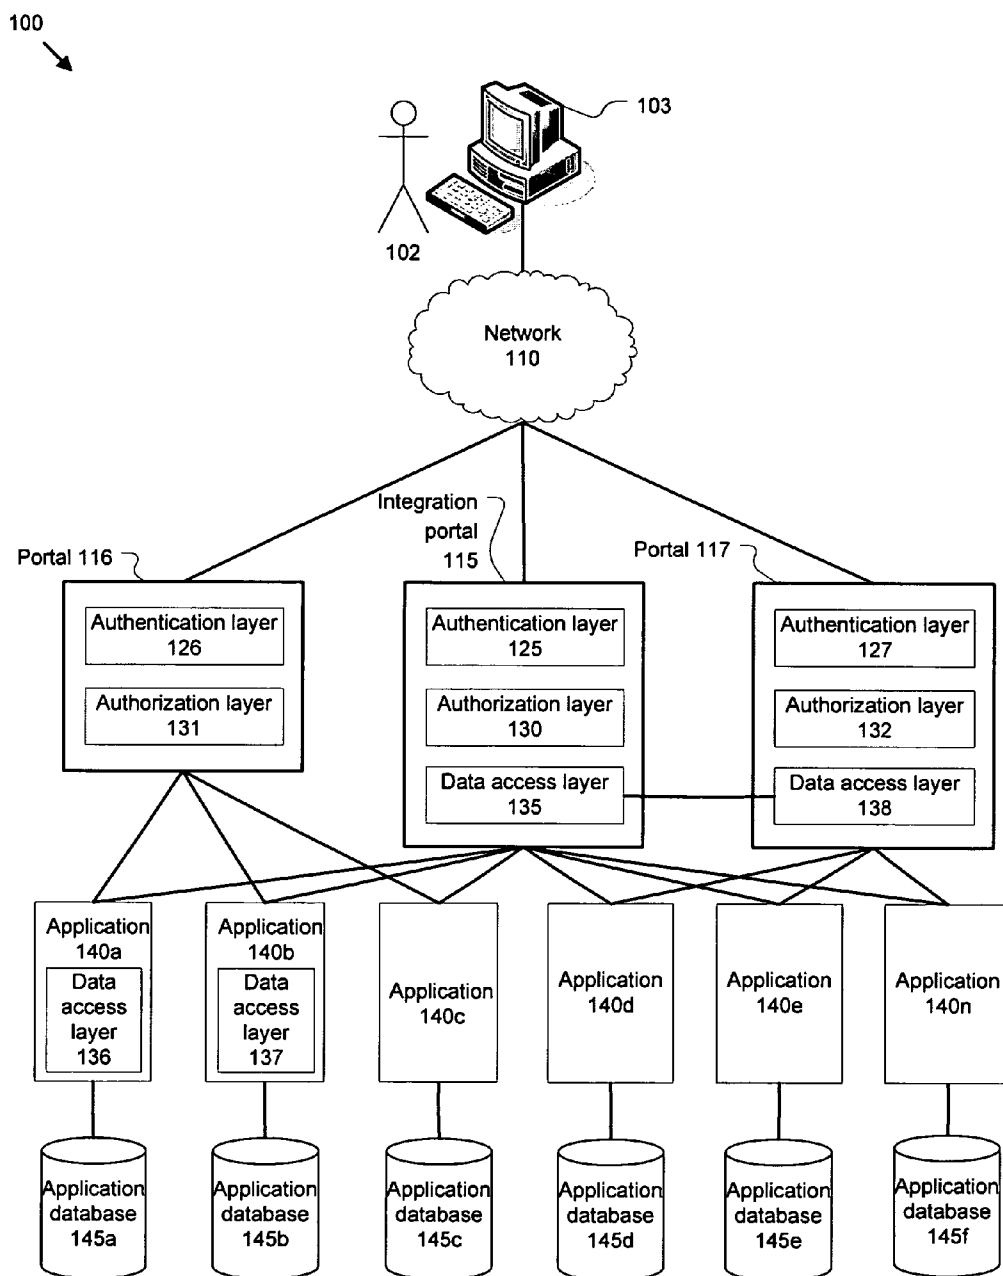 100
103
102
Network
110
Integration
portal
115
Portal 116
Portal 117
Authentication layer
126
Authorization layer
131
Authentication layer
125
Authorization layer
130
Data access layer
135
Authentication layer
127
Authorization layer
132
Data access layer
138
Application
140a
Data
access
layer
136
Application
140b
Data
access
layer
137
Application
140c
Application
140d
Application
140e
Application
140n
Application
database
145a
Application
database
145b
Application
database
145c
Application
database
145d
Application
database
145e
Application
database
145f